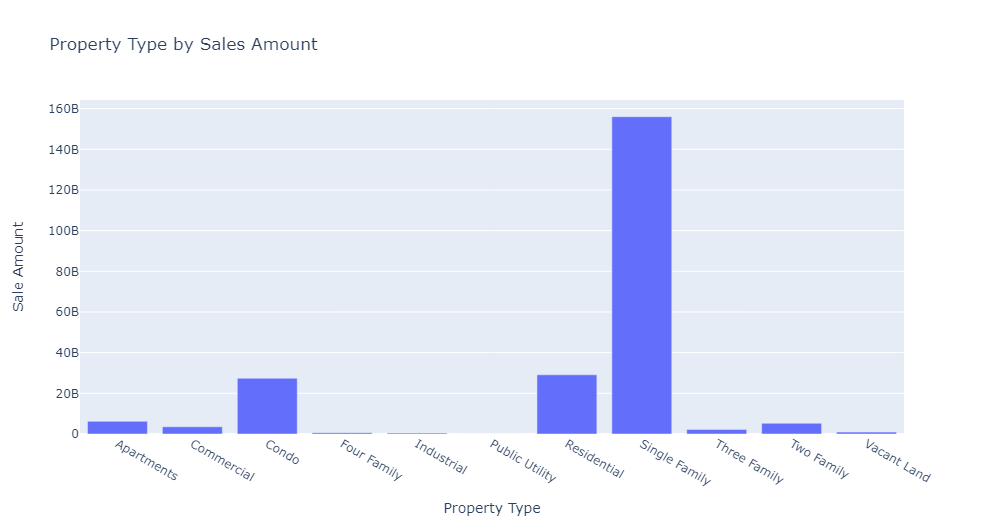 Property Type by Sales Amount
Sale Amount
160B
140B
120B
100B
80B
60B
40B
20B
0
Apartments
Commercial
Condo
Four Family
Industrial
Public Utility
Residential
Single Family
Three Family
Two Family
Vacant Land
Property Type